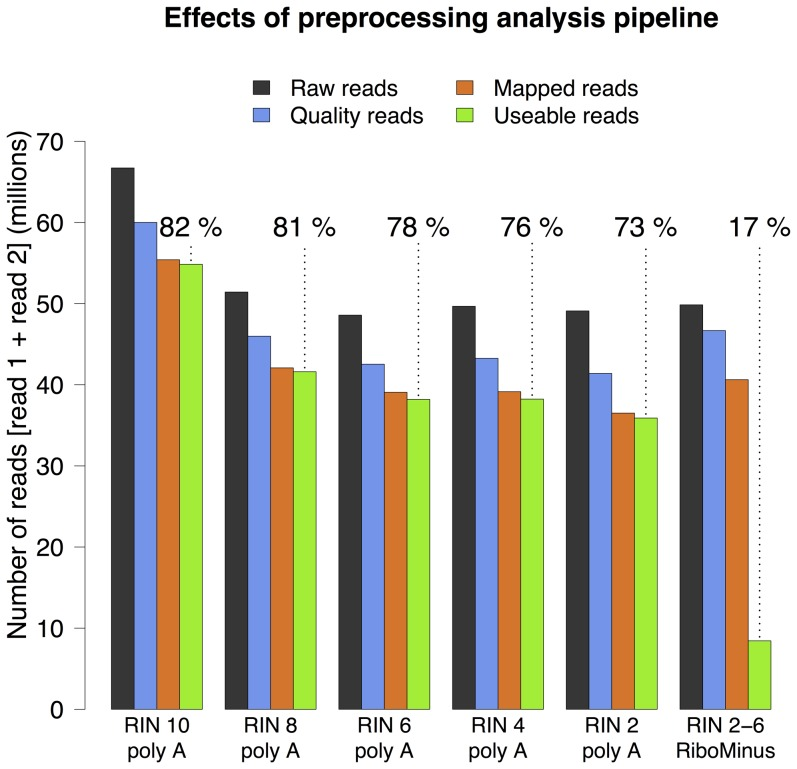 Effects of preprocessing analysis pipeline
Raw reads
Mapped reads
Quality reads
Useable reads
Number of reads [read 1 + read 2] (millions)
70
60
50
40
30
20
10
0
82 %
81 %
78 %
76 %
73 %
17 %
RIN 10
poly A
RIN 8
poly A
RIN 6
poly A
RIN 4
poly A
RIN 2
poly A
RIN 2−6
RiboMinus